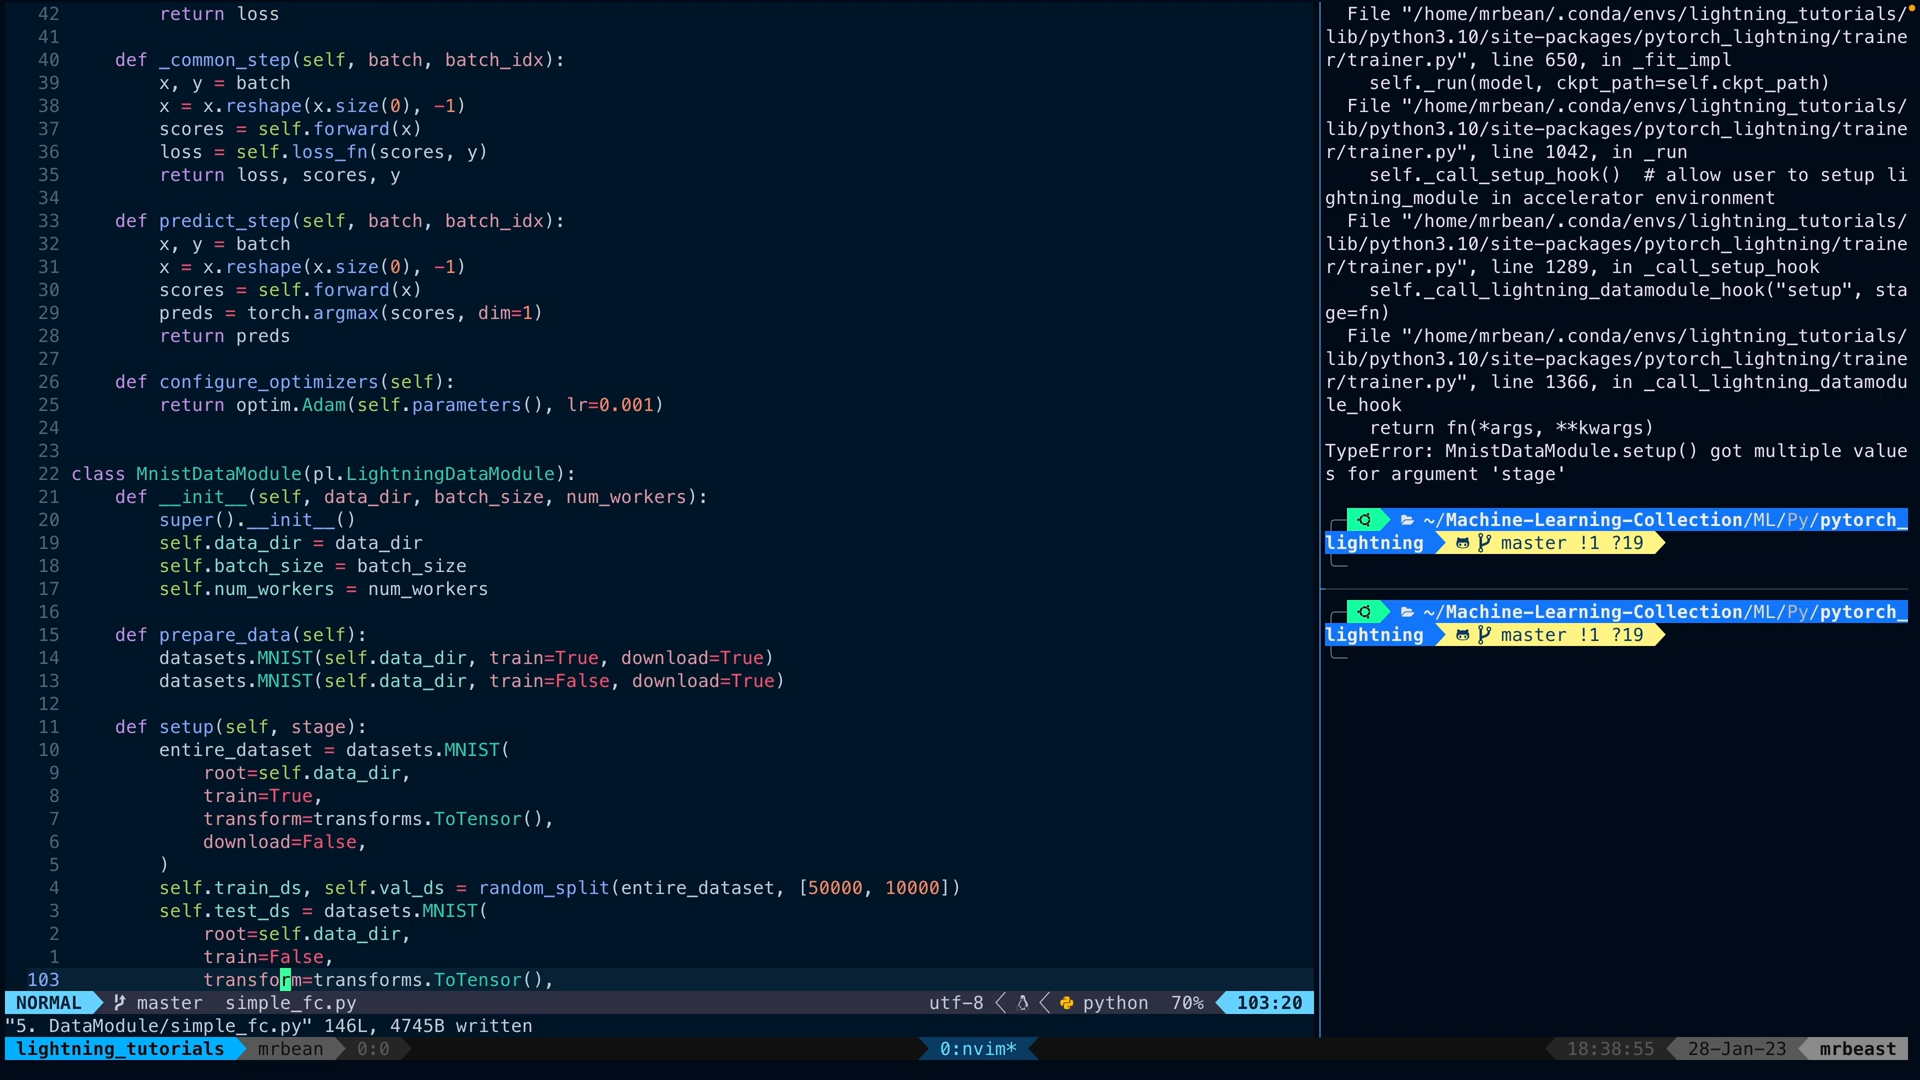 42         return loss
41
40     def _common_step(self, batch, batch_idx):
39         x, y = batch
38         x = x.reshape(x.size(0), -1)
37         scores = self.forward(x)
36         loss = self.loss_fn(scores, y)
35         return loss, scores, y
34
33     def predict_step(self, batch, batch_idx):
32         x, y = batch
31         x = x.reshape(x.size(0), -1)
30         scores = self.forward(x)
29         preds = torch.argmax(scores, dim=1)
28         return preds
27
26     def configure_optimizers(self):
25         return optim.Adam(self.parameters(), lr=0.001)
24
23
22 class MnistDataModule(pl.LightningDataModule):
21     def __init__(self, data_dir, batch_size, num_workers):
20         super().__init__()
19         self.data_dir = data_dir
18         self.batch_size = batch_size
17         self.num_workers = num_workers
16
15     def prepare_data(self):
14         datasets.MNIST(self.data_dir, train=True, download=True)
13         datasets.MNIST(self.data_dir, train=False, download=True)
12
11     def setup(self, stage):
10         entire_dataset = datasets.MNIST(
9             root=self.data_dir,
8             train=True,
7             transform=transforms.ToTensor(),
6             download=False,
5         )
4         self.train_ds, self.val_ds = random_split(entire_dataset, [50000, 10000])
3         self.test_ds = datasets.MNIST(
2             root=self.data_dir,
1             train=False,
103             transform=transforms.ToTensor(),
NORMAL master simple_fc.py utf-8 python 70% 103:20
"5. DataModule/simple_fc.py" 146L, 4745B written
File "/home/mrbean/.conda/envs/lightning_tutorials/
lib/python3.10/site-packages/pytorch_lightning/traine
r/trainer.py", line 650, in _fit_impl
self._run(model, ckpt_path=self.ckpt_path)
File "/home/mrbean/.conda/envs/lightning_tutorials/
lib/python3.10/site-packages/pytorch_lightning/traine
r/trainer.py", line 1042, in _run
self._call_setup_hook()  # allow user to setup li
ghtning_module in accelerator environment
File "/home/mrbean/.conda/envs/lightning_tutorials/
lib/python3.10/site-packages/pytorch_lightning/traine
r/trainer.py", line 1289, in _call_setup_hook
self._call_lightning_datamodule_hook("setup", sta
ge=fn)
File "/home/mrbean/.conda/envs/lightning_tutorials/
lib/python3.10/site-packages/pytorch_lightning/traine
r/trainer.py", line 1366, in _call_lightning_datamodu
le_hook
return fn(*args, **kwargs)
TypeError: MnistDataModule.setup() got multiple value
s for argument 'stage'
~/Machine-Learning-Collection/ML/Py/pytorch_
lightning master !1 ?19
~/Machine-Learning-Collection/ML/Py/pytorch_
lightning master !1 ?19
lightning_tutorials mrbean 0:0 0:nvim* 18:38:55 28-Jan-23 mrbeast